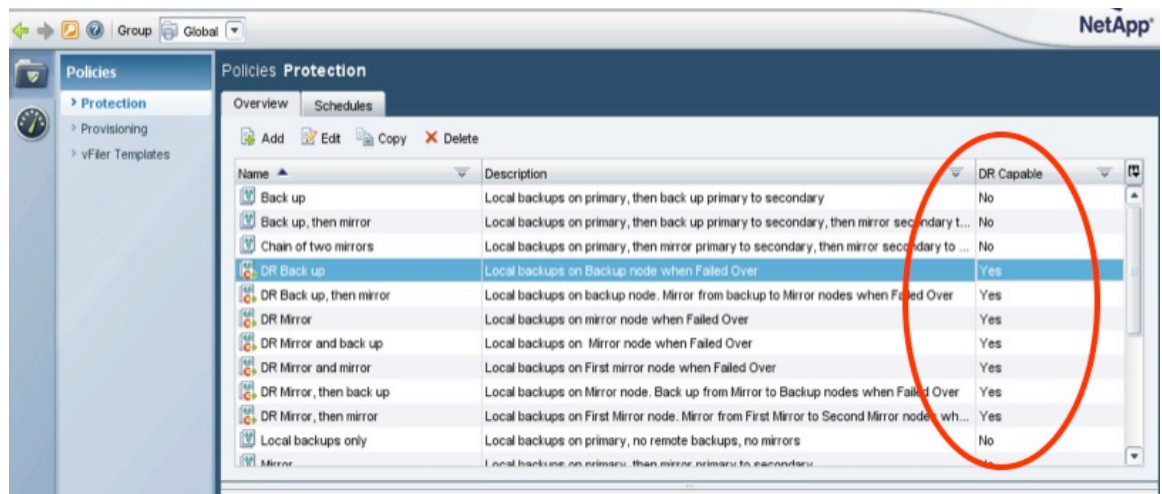 Group Global
NetApp
Policies
Protection
Provisioning
vFiler Templates
Policies Protection
Overview Schedules
Add Edit Copy Delete
Name Description DR Capable
Back up Local backups on primary, then back up primary to secondary No
Back up, then mirror Local backups on primary, then back up primary to secondary, then mirror secondary t... No
Chain of two mirrors Local backups on primary, then mirror primary to secondary, then mirror secondary to ... No
DR Back up Local backups on Backup node when Failed Over Yes
DR Back up, then mirror Local backups on backup node. Mirror from backup to Mirror nodes when Failed Over Yes
DR Mirror Local backups on mirror node when Failed Over Yes
DR Mirror and back up Local backups on Mirror node when Failed Over Yes
DR Mirror and mirror Local backups on First mirror node when Failed Over Yes
DR Mirror, then back up Local backups on Mirror node. Back up from Mirror to Backup nodes when Failed Over Yes
DR Mirror, then mirror Local backups on First Mirror node. Mirror from First Mirror to Second Mirror nodes wh... Yes
Local backups only Local backups on primary, no remote backups, no mirrors No
Mirror Local backups on primary, then mirror primary to secondary